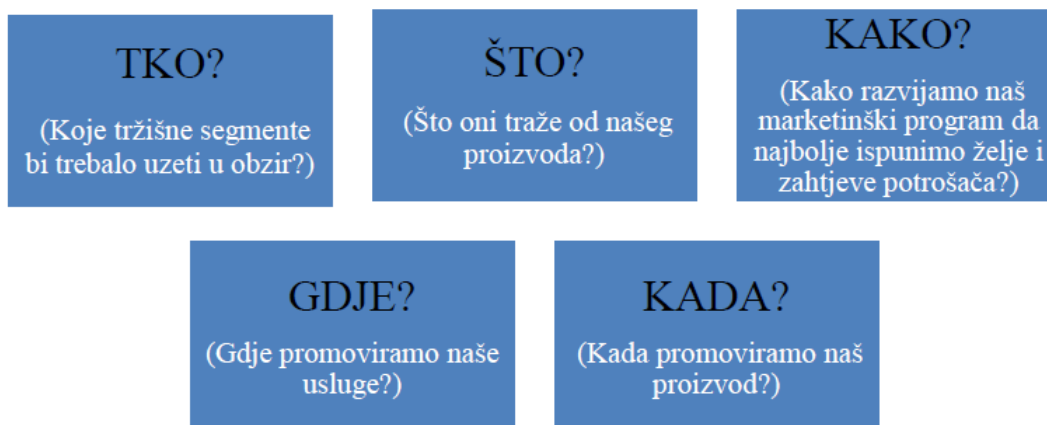 TKO?
(Koje tržišne segmente
bi trebalo uzeti u obzir?)
ŠTO?
(Što oni traže od našeg
proizvoda?)
KAKO?
(Kako razvijamo naš
marketinški program da
najbolje ispunimo želje i
zahtjeve potrošača?)
GDJE?
(Gdje promoviramo naše
usluge?)
KADA?
(Kada promoviramo naš
proizvod?)